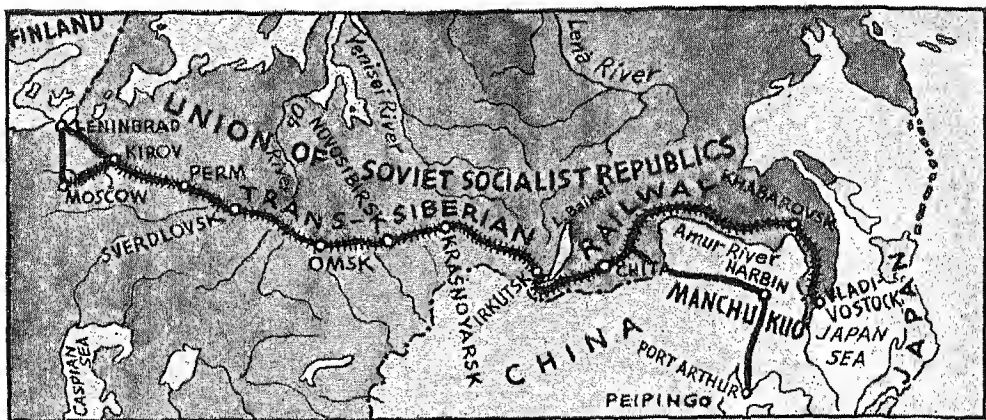 FINLAND
Yenisei River
Lena River
UNION OF SOVIET SOCIALIST REPUBLICS
LENINGRAD
KIROV
MOSCOW
PERM
Ob River
NOVOSIBIRSK
TRANS-SIBERIAN RAILWAY
SVERDLOVSK
OMSK
KRASNOYARSK
IRKUTSK
Baikal
CHITA
KHABAROVSK
Amur River
HARBIN
MANCHUKUO
VLADI-
VOSTOCK
JAPAN
SEA
JAPAN
CHINA
PORT ARTHUR
PEIPING
CASPIAN
SEA